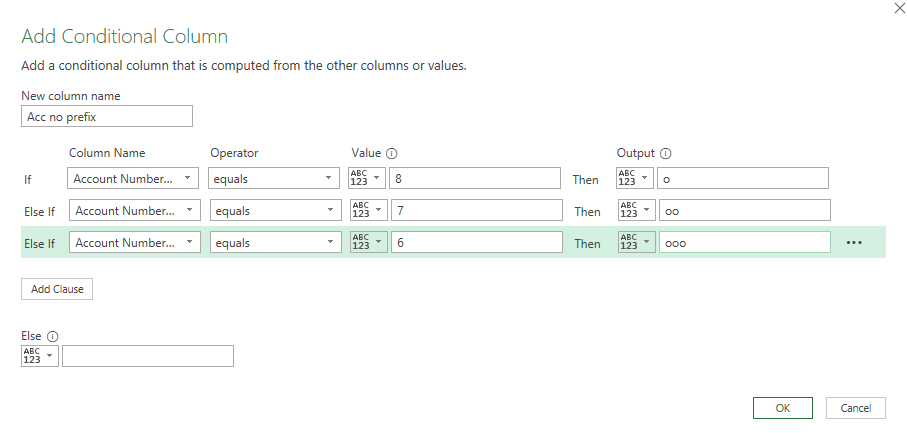 Add Conditional Column
Add a conditional column that is computed from the other columns or values.
New column name
Acc no prefix
Column Name Operator Value Output
If Account Number... equals ABC 123 8 Then ABC 123 o
Else If Account Number... equals ABC 123 7 Then ABC 123 oo
Else If Account Number... equals ABC 123 6 Then ABC 123 ooo ...
Add Clause
Else
ABC 123
OK Cancel